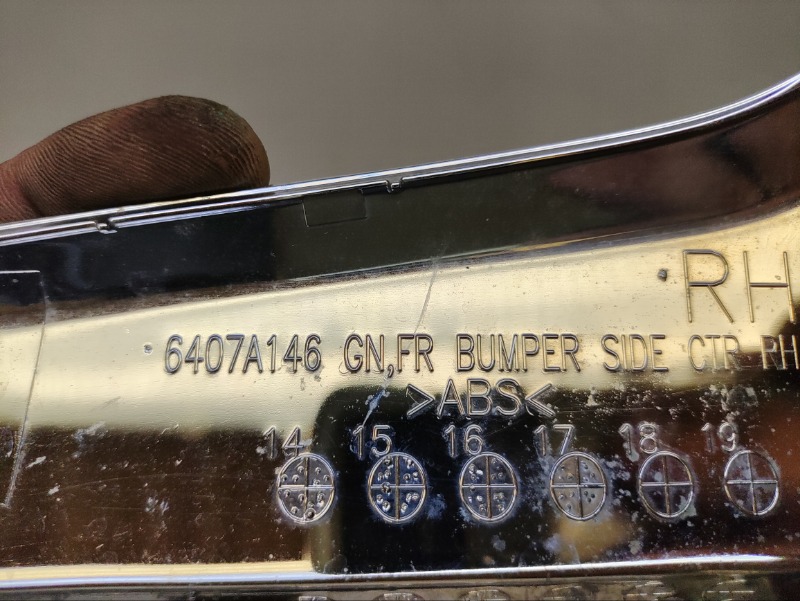 RH
6407A146 GN,FR BUMPER SIDE CTR RH
>ABS<
14 15 16 17 18 19